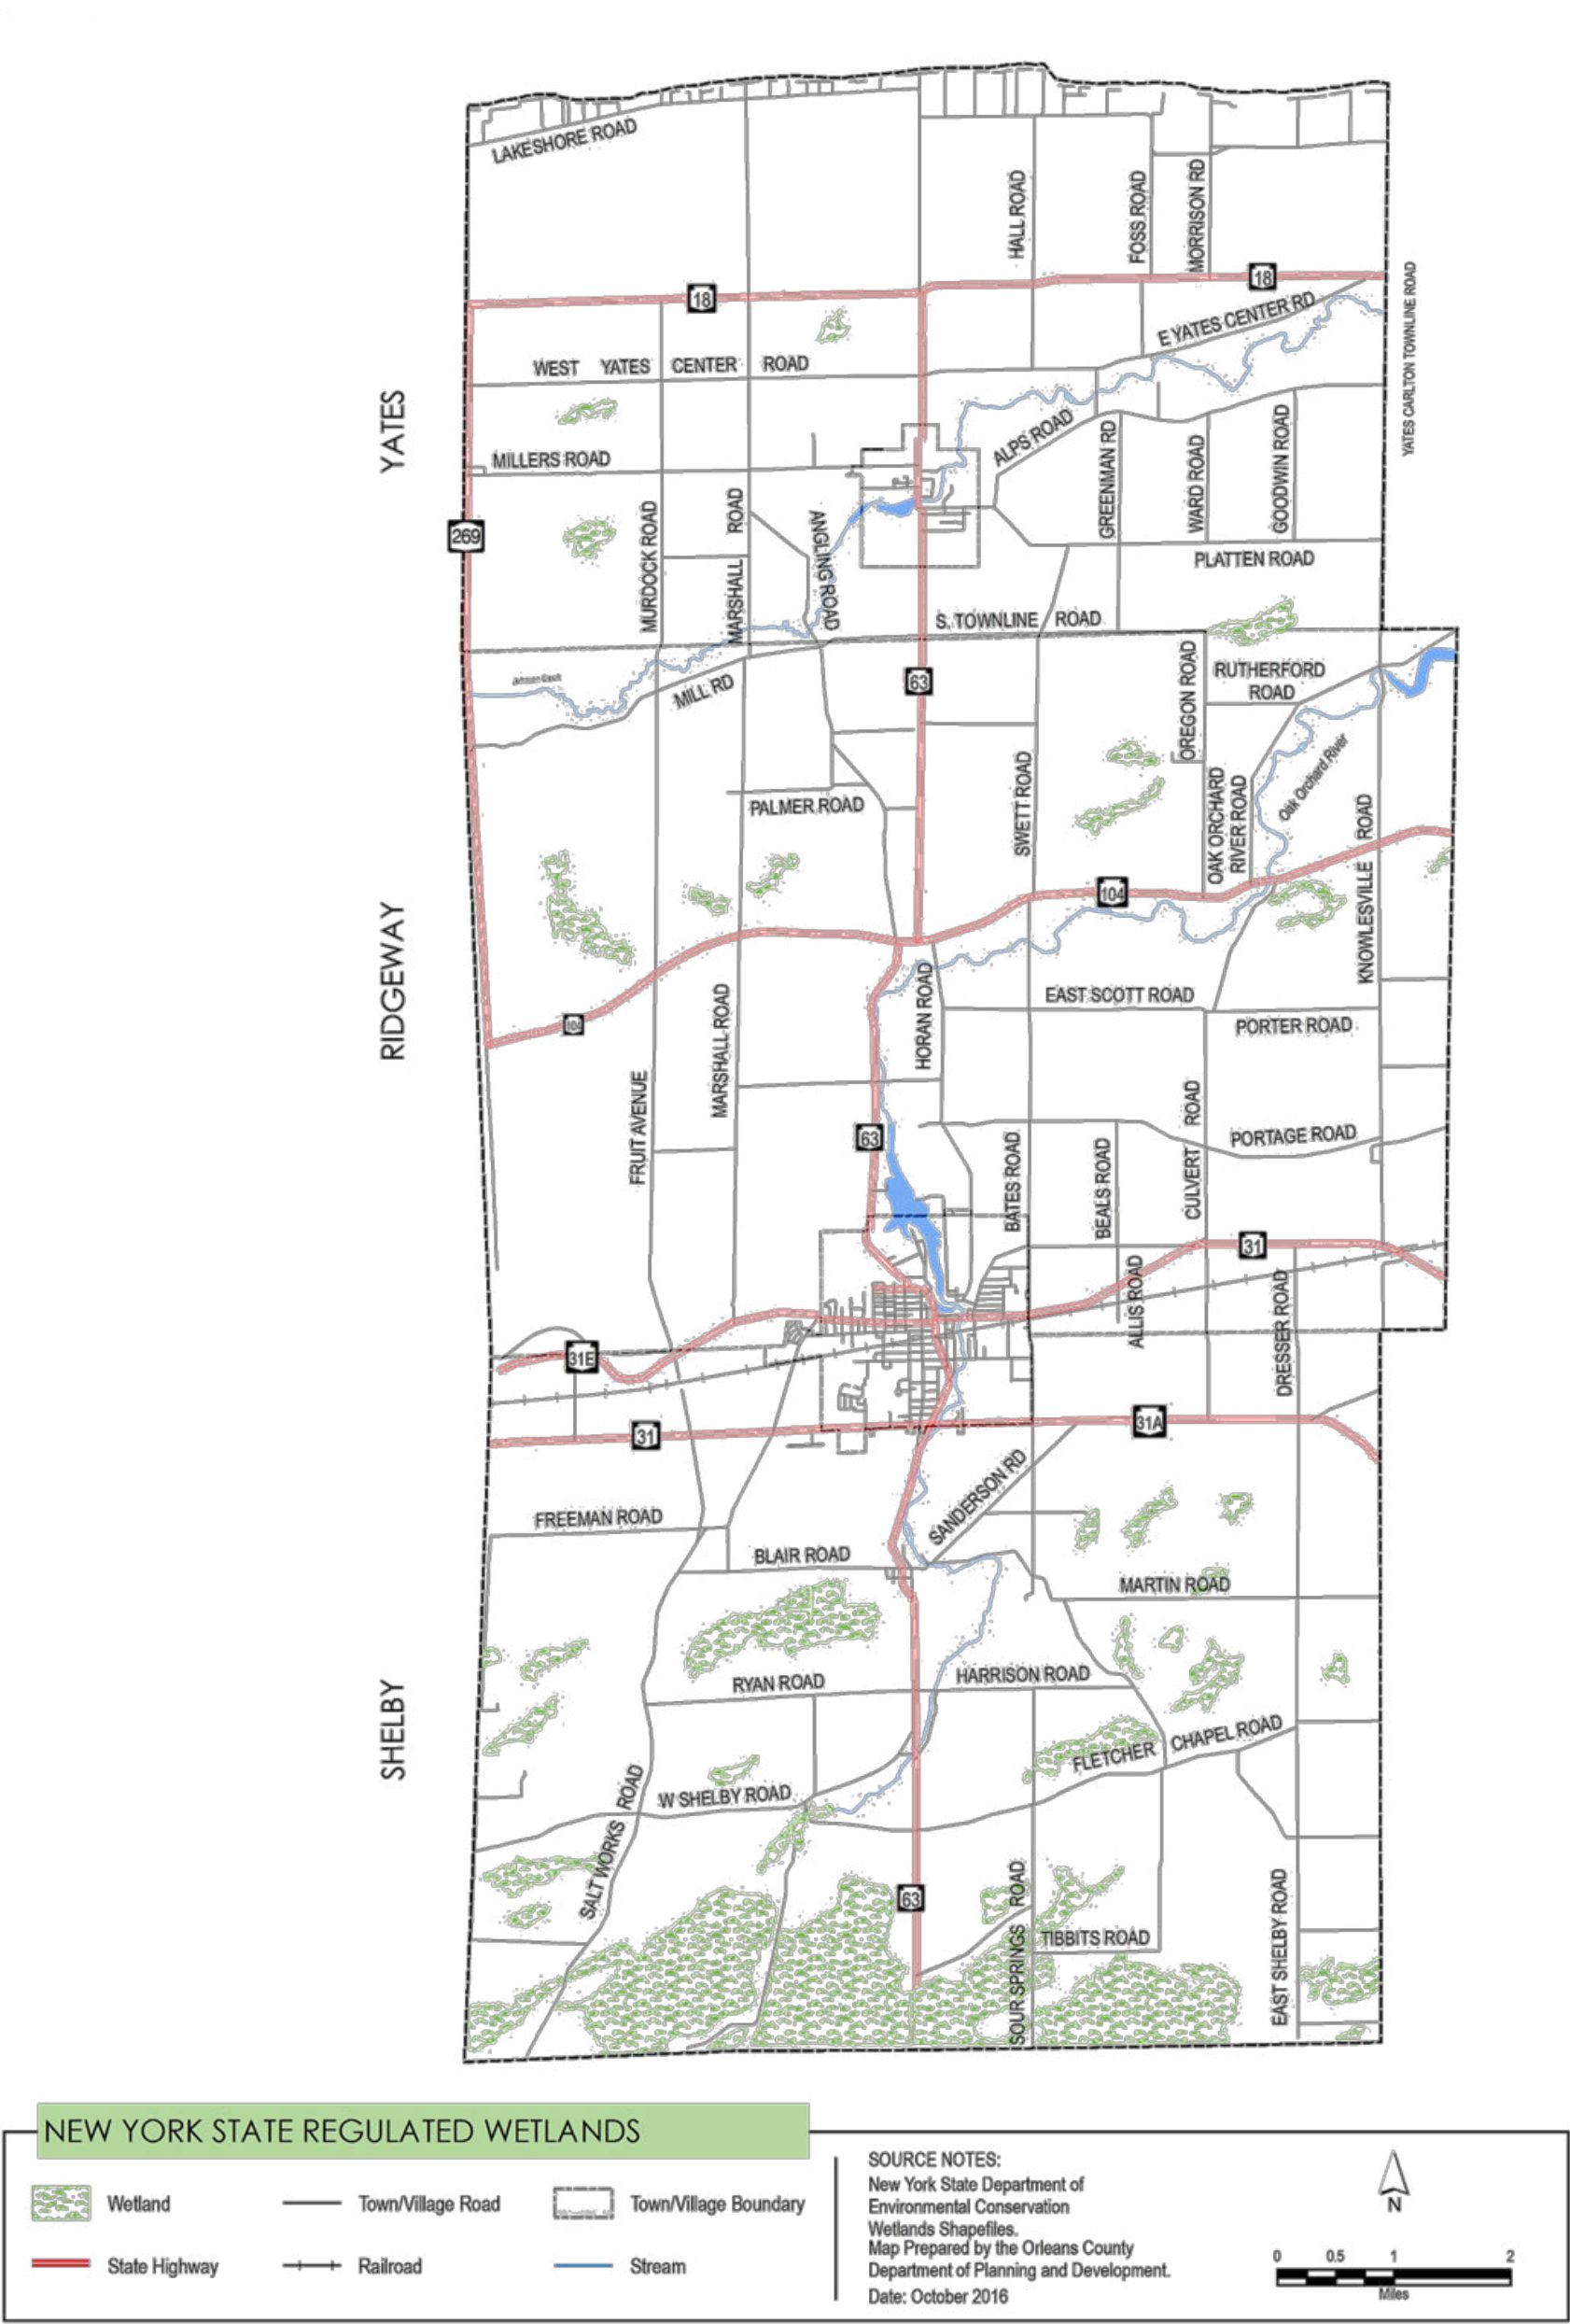 LAKESHORE ROAD
HALL ROAD
FOSS ROAD
MORRISON RD
18
18
YATES CARLTON TOWNLINE ROAD
E YATES CENTER RD
WEST YATES CENTER ROAD
YATES
ALPS ROAD
MILLERS ROAD
GREENMAN RD
WARD ROAD
GOODWIN ROAD
269
MURDOCK ROAD
MARSHALL ROAD
ANGLING ROAD
PLATTEN ROAD
S. TOWNLINE ROAD
OREGON ROAD
RUTHERFORD
ROAD
MILL RD
63
SWETT ROAD
OAK ORCHARD
RIVER ROAD
Oak Orchard River
PALMER ROAD
KNOWLESVILLE ROAD
104
RIDGEWAY
104
MARSHALL ROAD
HORAN ROAD
EAST SCOTT ROAD
PORTER ROAD
FRUIT AVENUE
63
BATES ROAD
BEALS ROAD
CULVERT ROAD
PORTAGE ROAD
31
ALLIS ROAD
DRESSER ROAD
31E
31
31A
SANDERSON RD
FREEMAN ROAD
BLAIR ROAD
MARTIN ROAD
RYAN ROAD
HARRISON ROAD
SHELBY
FLETCHER CHAPEL ROAD
W SHELBY ROAD
SALT WORKS ROAD
63
SOUR SPRINGS ROAD
TIBBITS ROAD
EAST SHELBY ROAD
NEW YORK STATE REGULATED WETLANDS
Wetland
Town/Village Road
Town/Village Boundary
State Highway
Railroad
Stream
SOURCE NOTES:
New York State Department of
Environmental Conservation
Wetlands Shapefiles.
Map Prepared by the Orleans County
Department of Planning and Development.
Date: October 2016
N
0 0.5 1 2
Miles